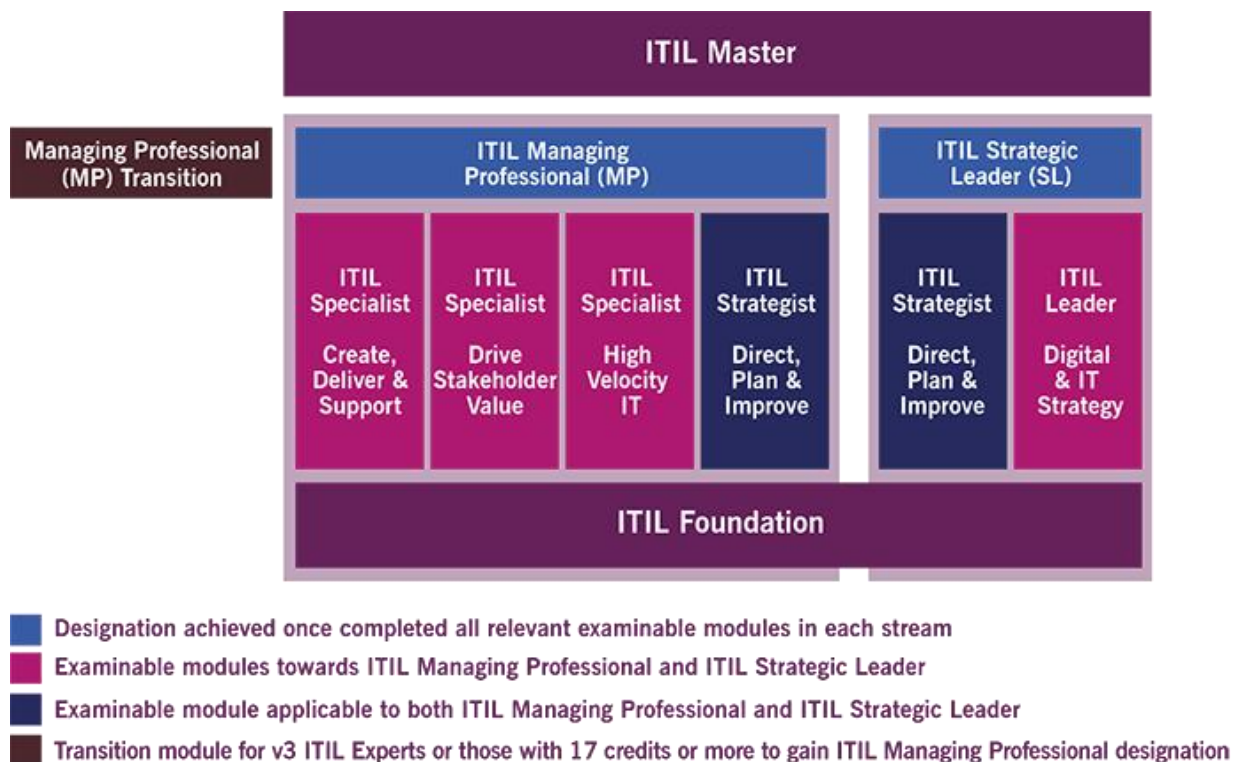 ITIL Master
Managing Professional
(MP) Transition
ITIL Managing
Professional (MP)
ITIL Strategic
Leader (SL)
ITIL
Specialist
Create,
Deliver &
Support
ITIL
Specialist
Drive
Stakeholder
Value
ITIL
Specialist
High
Velocity
IT
ITIL
Strategist
Direct,
Plan &
Improve
ITIL
Strategist
Direct,
Plan &
Improve
ITIL
Leader
Digital
& IT
Strategy
ITIL Foundation
Designation achieved once completed all relevant examinable modules in each stream
Examinable modules towards ITIL Managing Professional and ITIL Strategic Leader
Examinable module applicable to both ITIL Managing Professional and ITIL Strategic Leader
Transition module for v3 ITIL Experts or those with 17 credits or more to gain ITIL Managing Professional designation